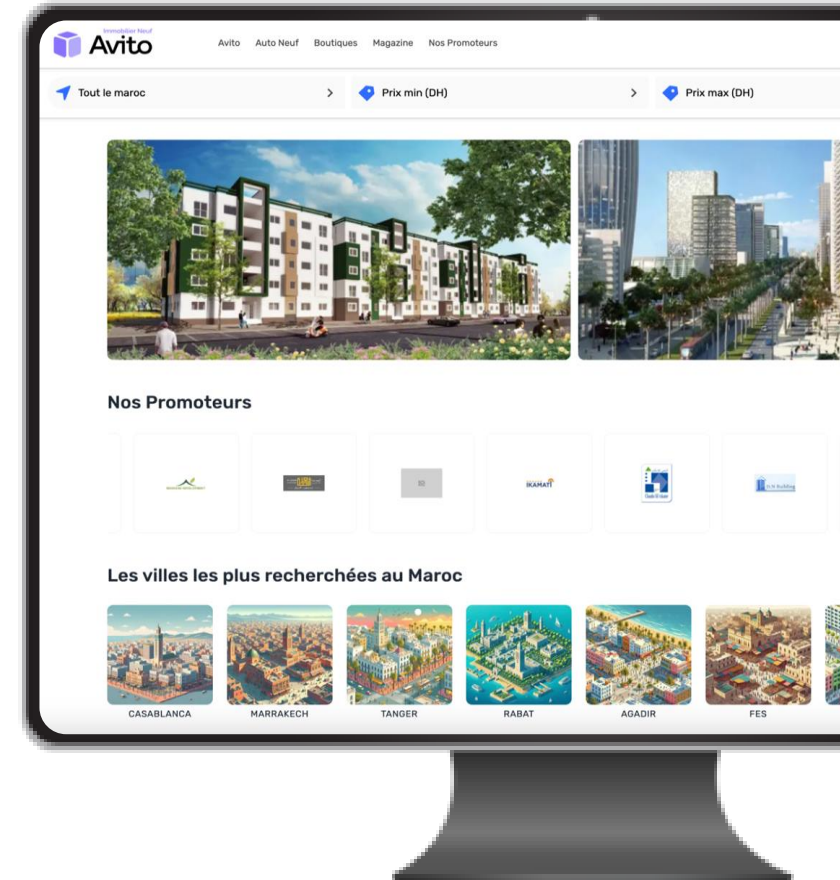 Immobilier Neuf
Avito
Avito Auto Neuf Boutiques Magazine Nos Promoteurs
Tout le maroc Prix min (DH) Prix max (DH)
Nos Promoteurs
IKAMATI
Les villes les plus recherchées au Maroc
CASABLANCA MARRAKECH TANGER RABAT AGADIR FES